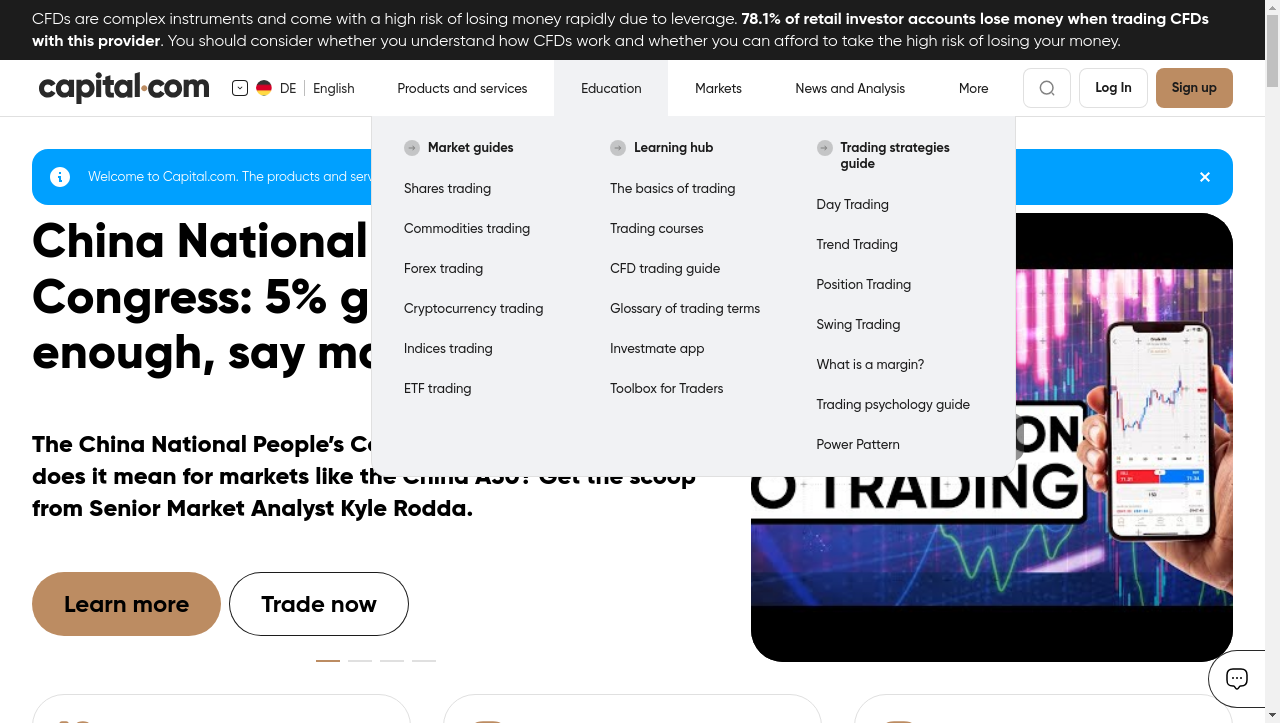 CFDs are complex instruments and come with a high risk of losing money rapidly due to leverage. 78.1% of retail investor accounts lose money when trading CFDs
with this provider. You should consider whether you understand how CFDs work and whether you can afford to take the high risk of losing your money.
capital.com
DE English
Products and services
Education
Markets
News and Analysis
More
Log In
Sign up
Market guides
Shares trading
Commodities trading
Forex trading
Cryptocurrency trading
Indices trading
ETF trading
Learning hub
The basics of trading
Trading courses
CFD trading guide
Glossary of trading terms
Investmate app
Toolbox for Traders
Trading strategies
guide
Day Trading
Trend Trading
Position Trading
Swing Trading
What is a margin?
Trading psychology guide
Power Pattern
Welcome to Capital.com. The products and
China National
Congress: 5% g
enough, say
The China National People's
does it mean for markets like the China A50? Get the scoop
from Senior Market Analyst Kyle Rodda.
Learn more
Trade now
ON
O TRADING